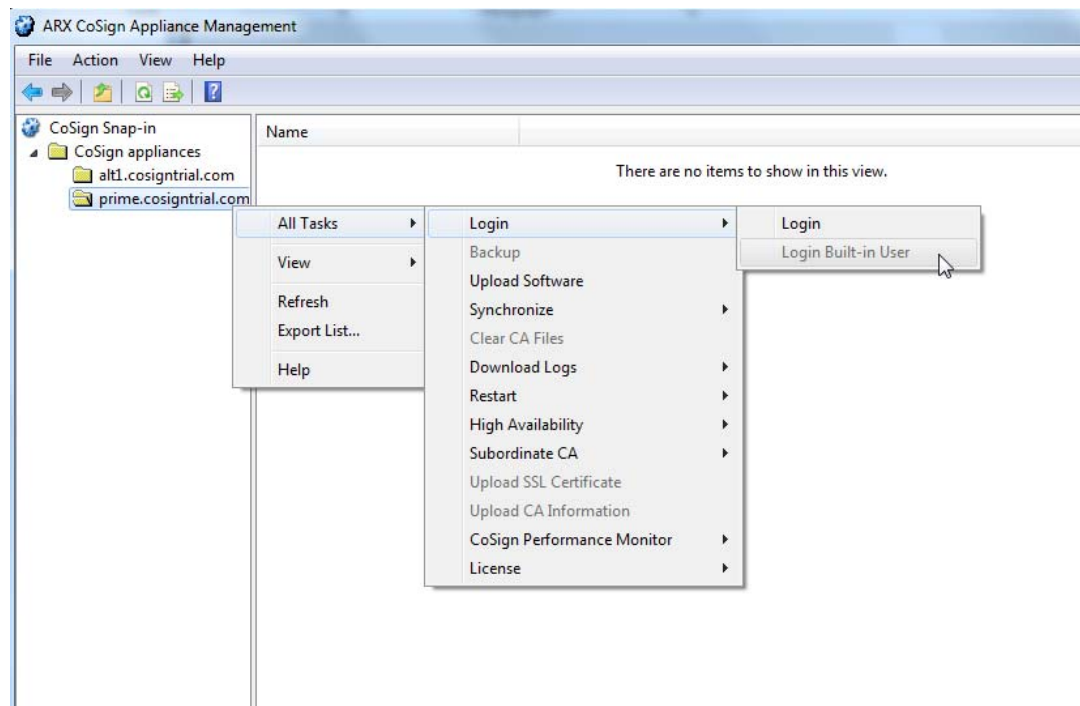 ARX CoSign Appliance Management
File Action View Help
CoSign Snap-in
CoSign appliances
alt1.cosigntrial.com
prime.cosigntrial.com
Name
There are no items to show in this view.
All Tasks
View
Refresh
Export List...
Help
Login
Backup
Upload Software
Synchronize
Clear CA Files
Download Logs
Restart
High Availability
Subordinate CA
Upload SSL Certificate
Upload CA Information
CoSign Performance Monitor
License
Login
Login Built-in User